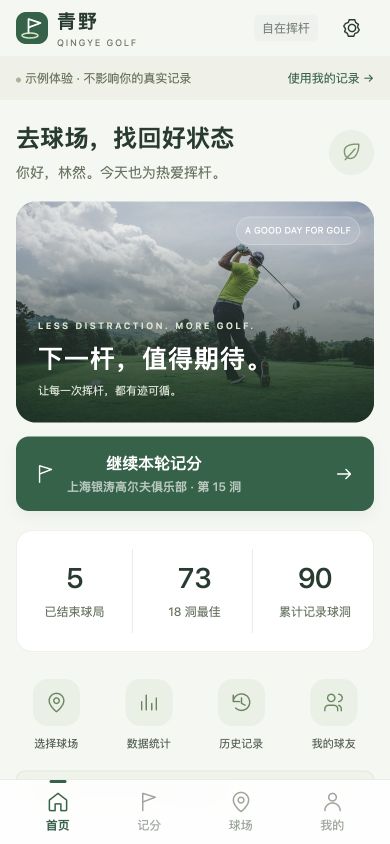 青野
QINGYE GOLF
自在挥杆
示例体验 · 不影响你的真实记录
使用我的记录 →
去球场，找回好状态
你好，林然。今天也为热爱挥杆。
A GOOD DAY FOR GOLF
LESS DISTRACTION. MORE GOLF.
下一杆，值得期待。
让每一次挥杆，都有迹可循。
继续本轮记分
上海银涛高尔夫俱乐部 · 第 15 洞
5
73
90
已结束球局
18 洞最佳
累计记录球洞
选择球场
数据统计
历史记录
我的球友
首页
记分
球场
我的